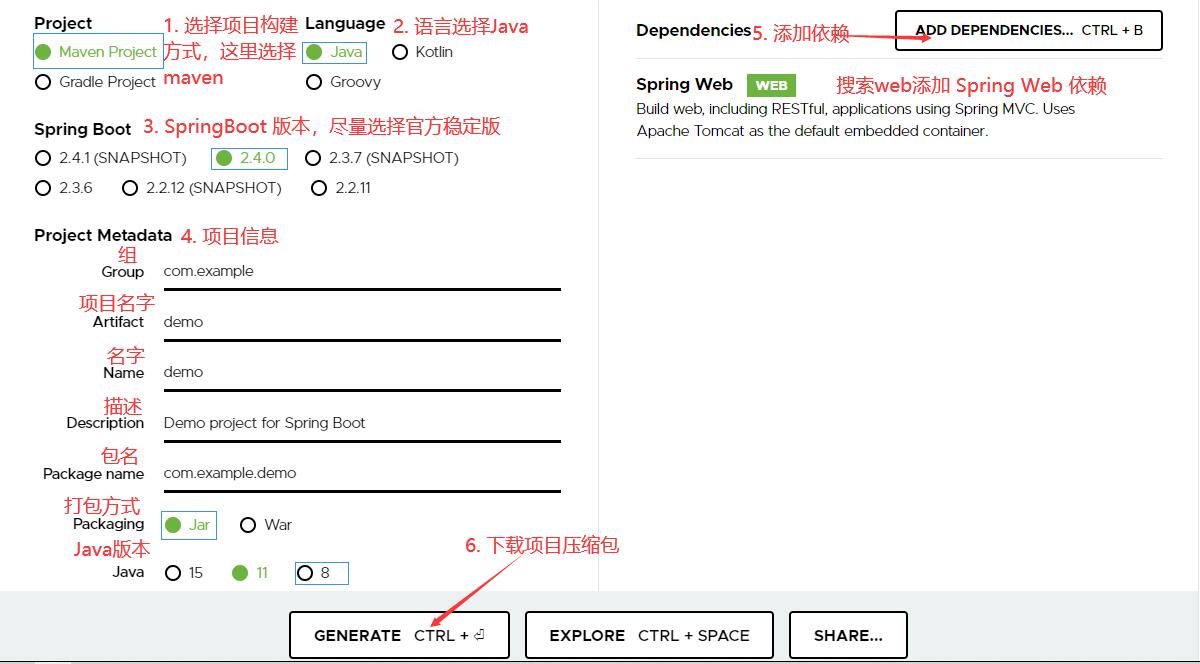 Project
1. 选择项目构建
方式，这里选择
maven
Maven Project
Gradle Project
Language
2. 语言选择Java
Java
Kotlin
Groovy
Spring Boot
3. SpringBoot 版本，尽量选择官方稳定版
2.4.1 (SNAPSHOT)
2.4.0
2.3.7 (SNAPSHOT)
2.3.6
2.2.12 (SNAPSHOT)
2.2.11
Project Metadata
4. 项目信息
组
Group
com.example
项目名字
Artifact
demo
名字
Name
demo
描述
Description
Demo project for Spring Boot
包名
Package name
com.example.demo
打包方式
Packaging
Jar
War
Java版本
Java
15
11
8
Dependencies
5. 添加依赖
ADD DEPENDENCIES... CTRL + B
Spring Web
WEB
搜索web添加 Spring Web 依赖
Build web, including RESTful, applications using Spring MVC. Uses
Apache Tomcat as the default embedded container.
6. 下载项目压缩包
GENERATE CTRL + ⏎
EXPLORE CTRL + SPACE
SHARE...